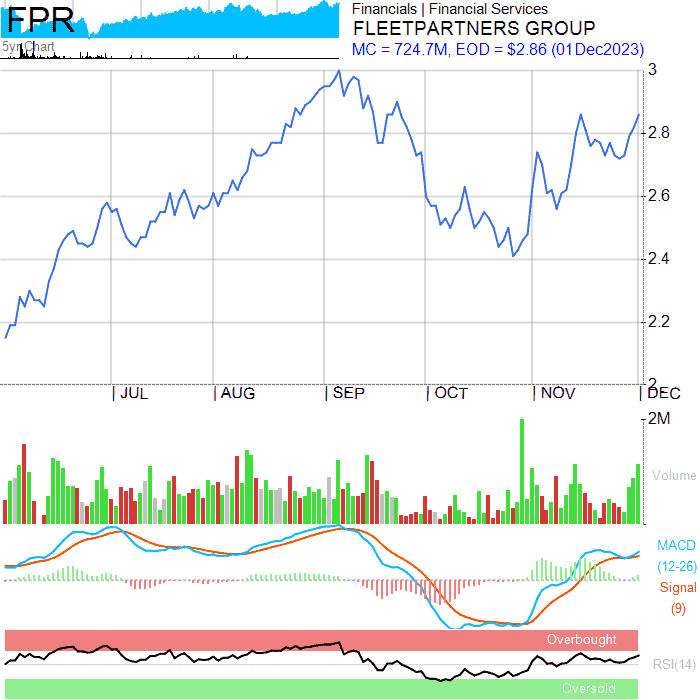 FPR
5yr Chart
Financials | Financial Services
FLEETPARTNERS GROUP
MC = 724.7M, EOD = $2.86 (01Dec2023)
3
2.8
2.6
2.4
2.2
2
JUL
AUG
SEP
OCT
NOV
DEC
2M
Volume
MACD
(12-26)
Signal
(9)
Overbought
RSI(14)
Oversold